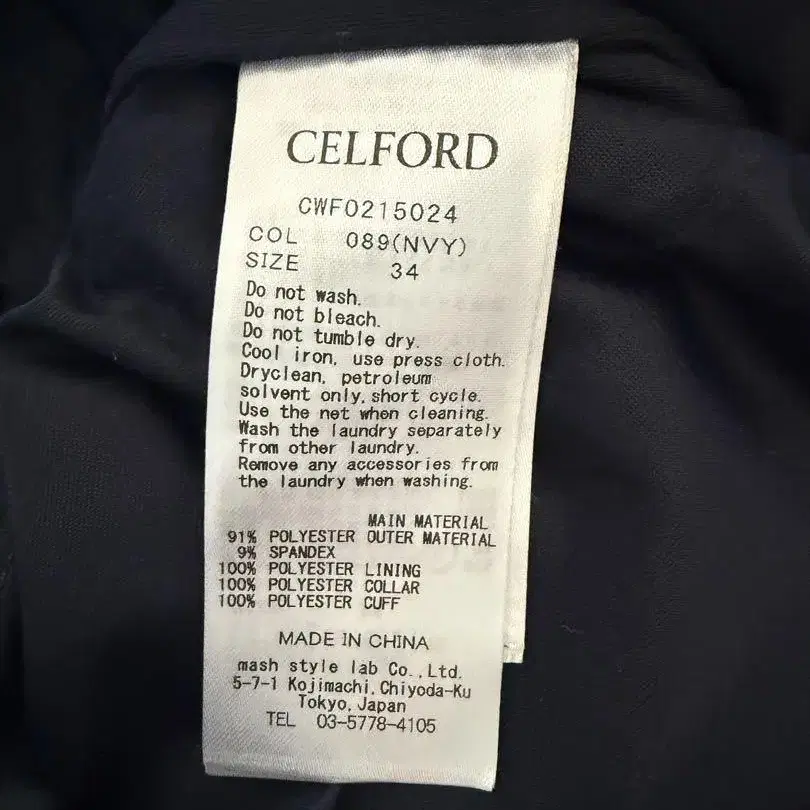 CELFORD
CWF0215024
COL 089(NVY)
SIZE 34
Do not wash.
Do not bleach.
Do not tumble dry.
Cool iron, use press cloth.
Dryclean, petroleum
solvent only, short cycle.
Use the net when cleaning.
Wash the laundry separately
from other laundry.
Remove any accessories from
the laundry when washing.
MAIN MATERIAL
91% POLYESTER OUTER MATERIAL
9% SPANDEX
100% POLYESTER LINING
100% POLYESTER COLLAR
100% POLYESTER CUFF
MADE IN CHINA
mash style lab Co., Ltd.
5-7-1 Kojimachi, Chiyoda-Ku
Tokyo, Japan
TEL 03-5778-4105